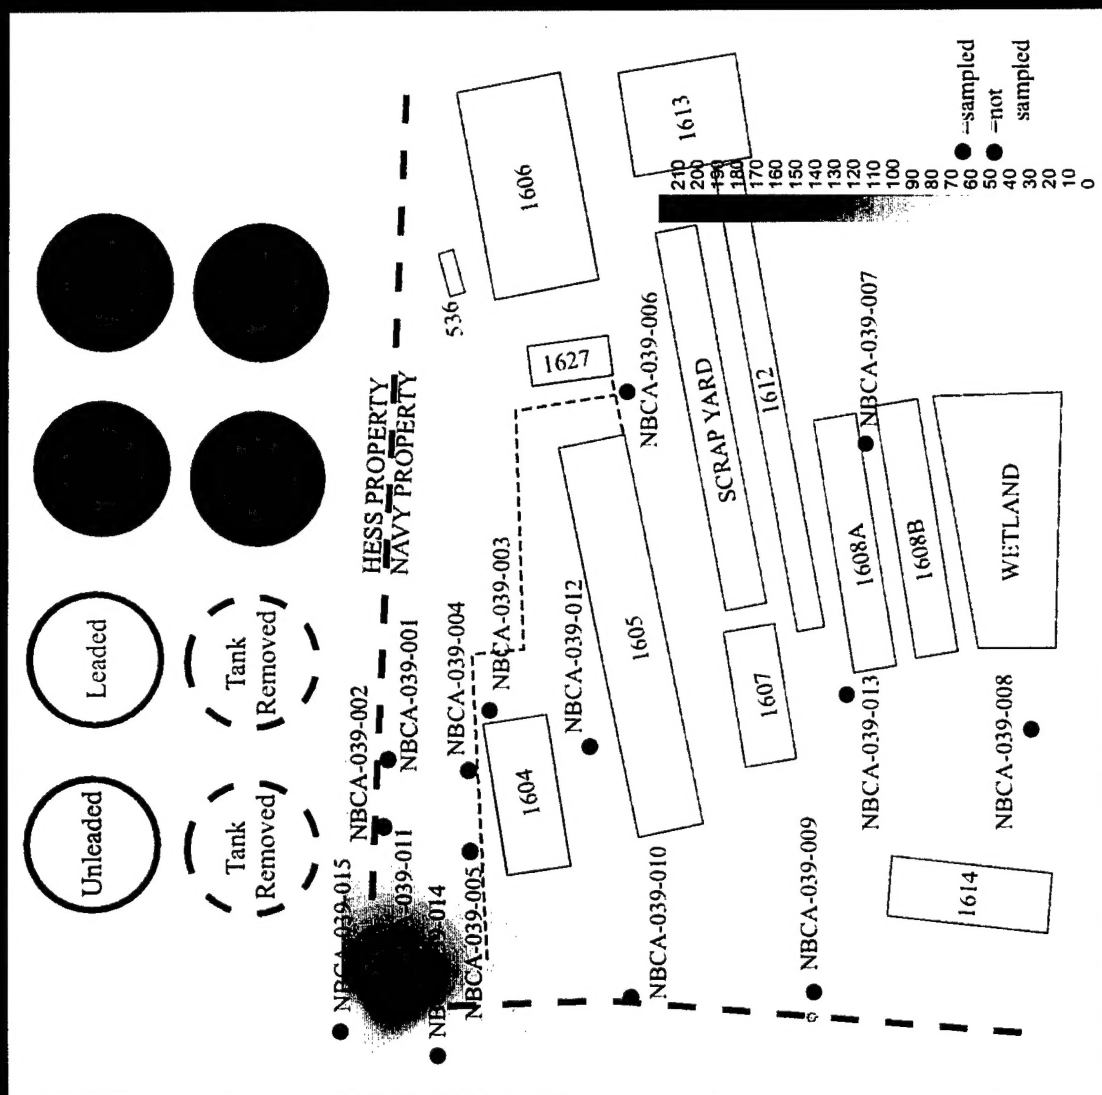 Unleaded
Leaded
Tank
Removed
Tank
Removed
NBCA-039-015
NBCA-039-002
HESS PROPERTY
NAVY PROPERTY
-039-011
NBCA-039-001
NBCA-039-014
NBCA-039-004
536
NBCA-039-005
NBCA-039-003
1604
1606
1627
NBCA-039-012
NBCA-039-010
1605
NBCA-039-006
1613
SCRAP YARD
1607
1612
NBCA-039-009
NBCA-039-013
1608A
NBCA-039-007
1608B
1614
NBCA-039-008
WETLAND
210
200
190
180
170
160
150
140
130
120
110
100
90
80
70
60
50
40
30
20
10
0
=sampled
=not
sampled